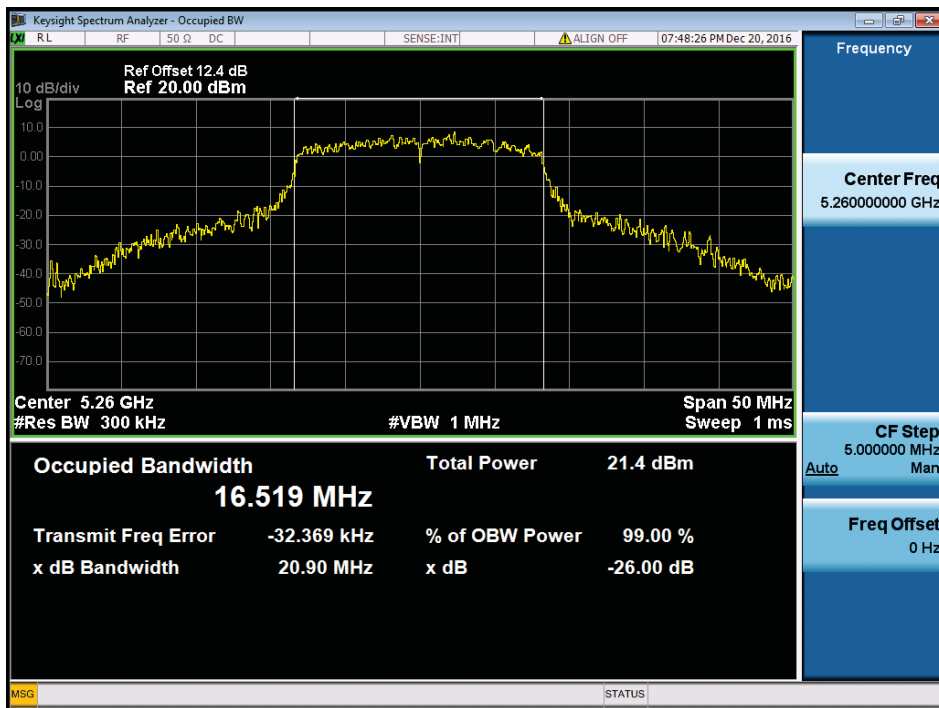 Keysight Spectrum Analyzer - Occupied BW
LXI RL RF 50 Ω DC SENSE:INT ALIGN OFF 07:48:26 PM Dec 20, 2016
Frequency
Ref Offset 12.4 dB
10 dB/div Ref 20.00 dBm
Log
10.0
0.00
-10.0
-20.0
-30.0
-40.0
-50.0
-60.0
-70.0
Center Freq
5.260000000 GHz
Center 5.26 GHz Span 50 MHz
#Res BW 300 kHz #VBW 1 MHz Sweep 1 ms
CF Step
5.000000 MHz
Auto Man
Occupied Bandwidth Total Power 21.4 dBm
16.519 MHz
Transmit Freq Error -32.369 kHz % of OBW Power 99.00 %
x dB Bandwidth 20.90 MHz x dB -26.00 dB
Freq Offset
0 Hz
MSG STATUS